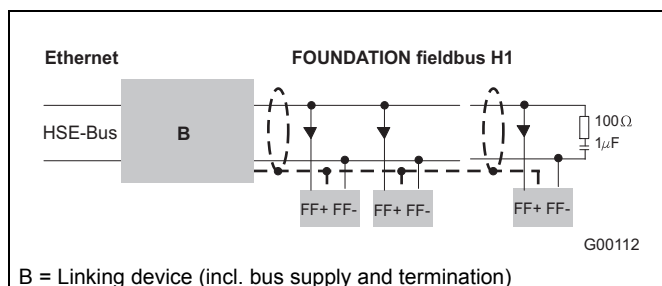 Ethernet FOUNDATION fieldbus H1
HSE-Bus B 100Ω
1µF
FF+ FF- FF+ FF- FF+ FF-
G00112
B = Linking device (incl. bus supply and termination)